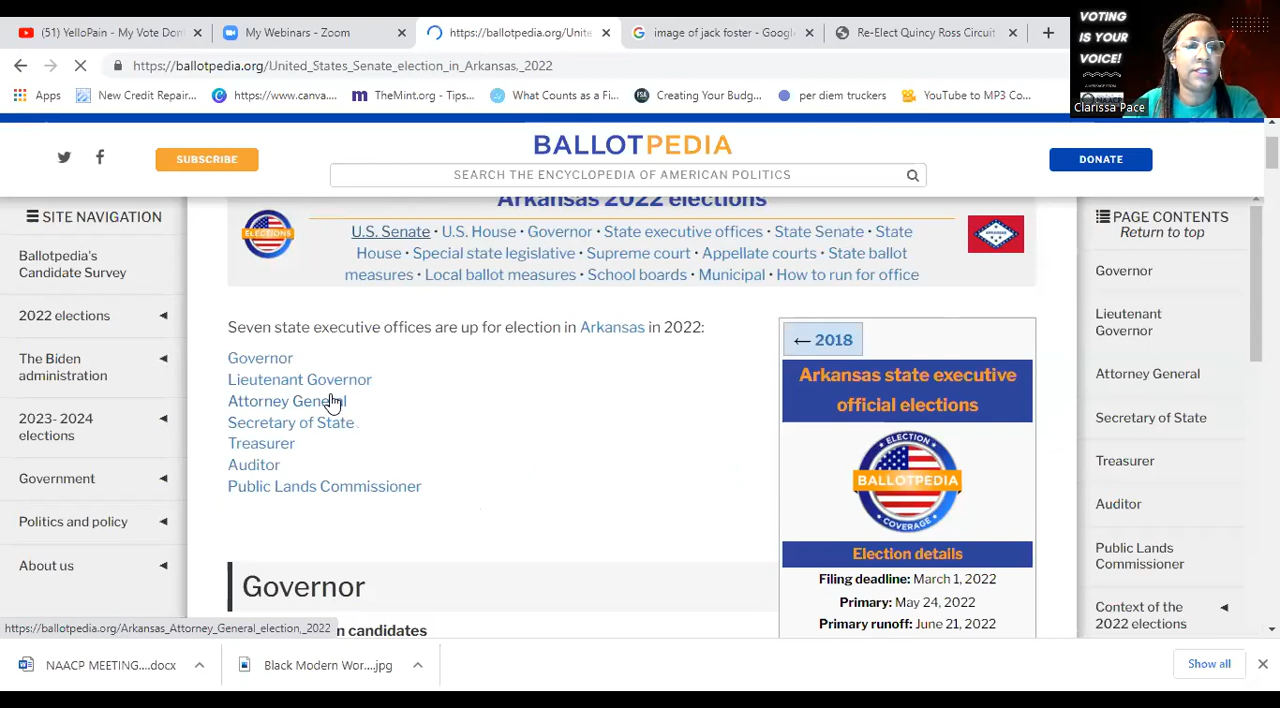 (51) YelloPain - My Vote Don
My Webinars - Zoom
https://ballotpedia.org/Unite
image of jack foster - Google
Re-Elect Quincy Ross Circuit
https://ballotpedia.org/United_States_Senate_election_in_Arkansas,_2022
Apps
New Credit Repair...
https://www.canva....
TheMint.org - Tips...
What Counts as a Fi...
Creating Your Budg...
per diem truckers
YouTube to MP3 Co...
VOTING
IS YOUR
VOICE!
NAACP
Clarissa Pace
SUBSCRIBE
BALLOTPEDIA
SEARCH THE ENCYCLOPEDIA OF AMERICAN POLITICS
DONATE
SITE NAVIGATION
Ballotpedia's
Candidate Survey
2022 elections
The Biden
administration
2023- 2024
elections
Government
Politics and policy
About us
Arkansas 2022 elections
ELECTIONS
U.S. Senate • U.S. House • Governor • State executive offices • State Senate • State
House • Special state legislative • Supreme court • Appellate courts • State ballot
measures • Local ballot measures • School boards • Municipal • How to run for office
ARKANSAS
Seven state executive offices are up for election in Arkansas in 2022:
Governor
Lieutenant Governor
Attorney General
Secretary of State
Treasurer
Auditor
Public Lands Commissioner
Governor
n candidates
← 2018
Arkansas state executive
official elections
ELECTION
BALLOTPEDIA
COVERAGE
Election details
Filing deadline: March 1, 2022
Primary: May 24, 2022
Primary runoff: June 21, 2022
PAGE CONTENTS
Return to top
Governor
Lieutenant
Governor
Attorney General
Secretary of State
Treasurer
Auditor
Public Lands
Commissioner
Context of the
2022 elections
https://ballotpedia.org/Arkansas_Attorney_General_election,_2022
NAACP MEETING....docx
Black Modern Wor....jpg
Show all